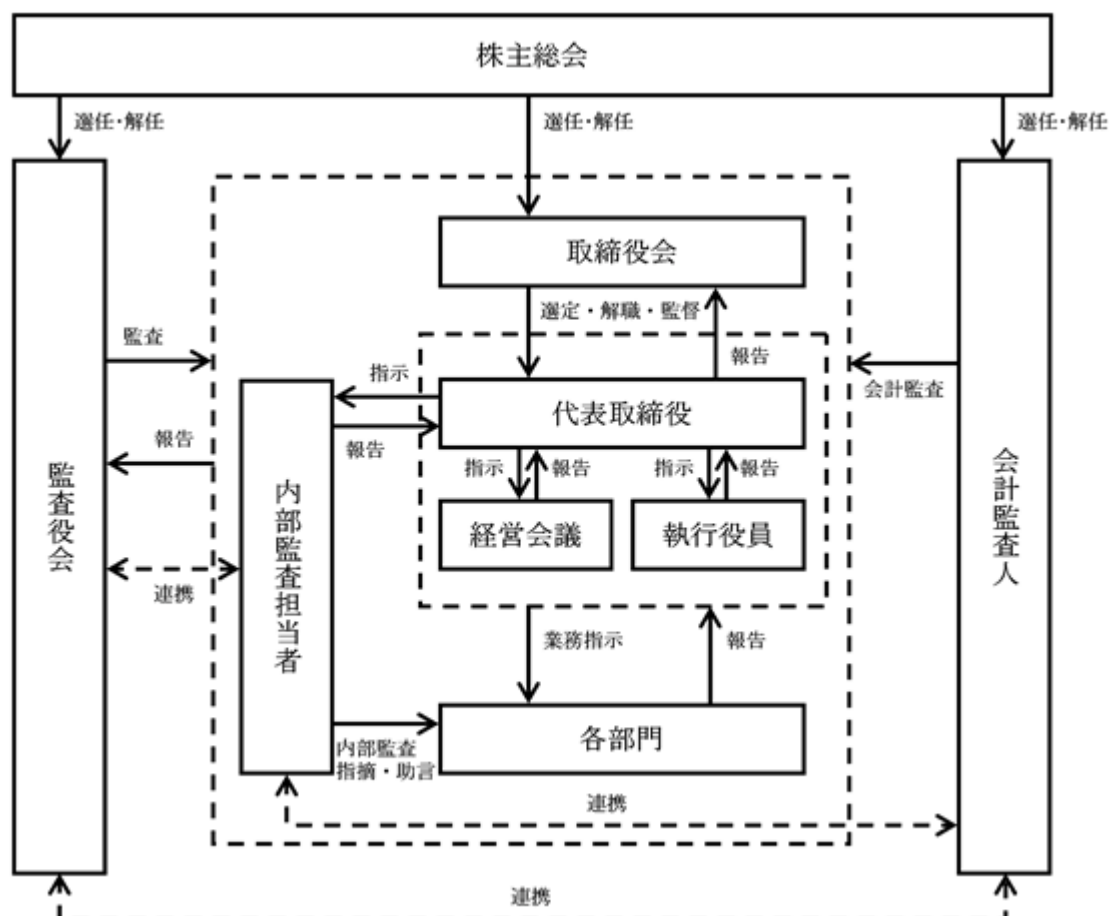 株主総会
選任・解任
選任・解任
選任・解任
取締役会
選定・解職・監督
報告
監査
会計監査
指示
代表取締役
報告
報告
指示
報告
指示
報告
経営会議
執行役員
監査役会
内部監査担当者
会計監査人
連携
業務指示
報告
各部門
内部監査
指摘・助言
連携
連携